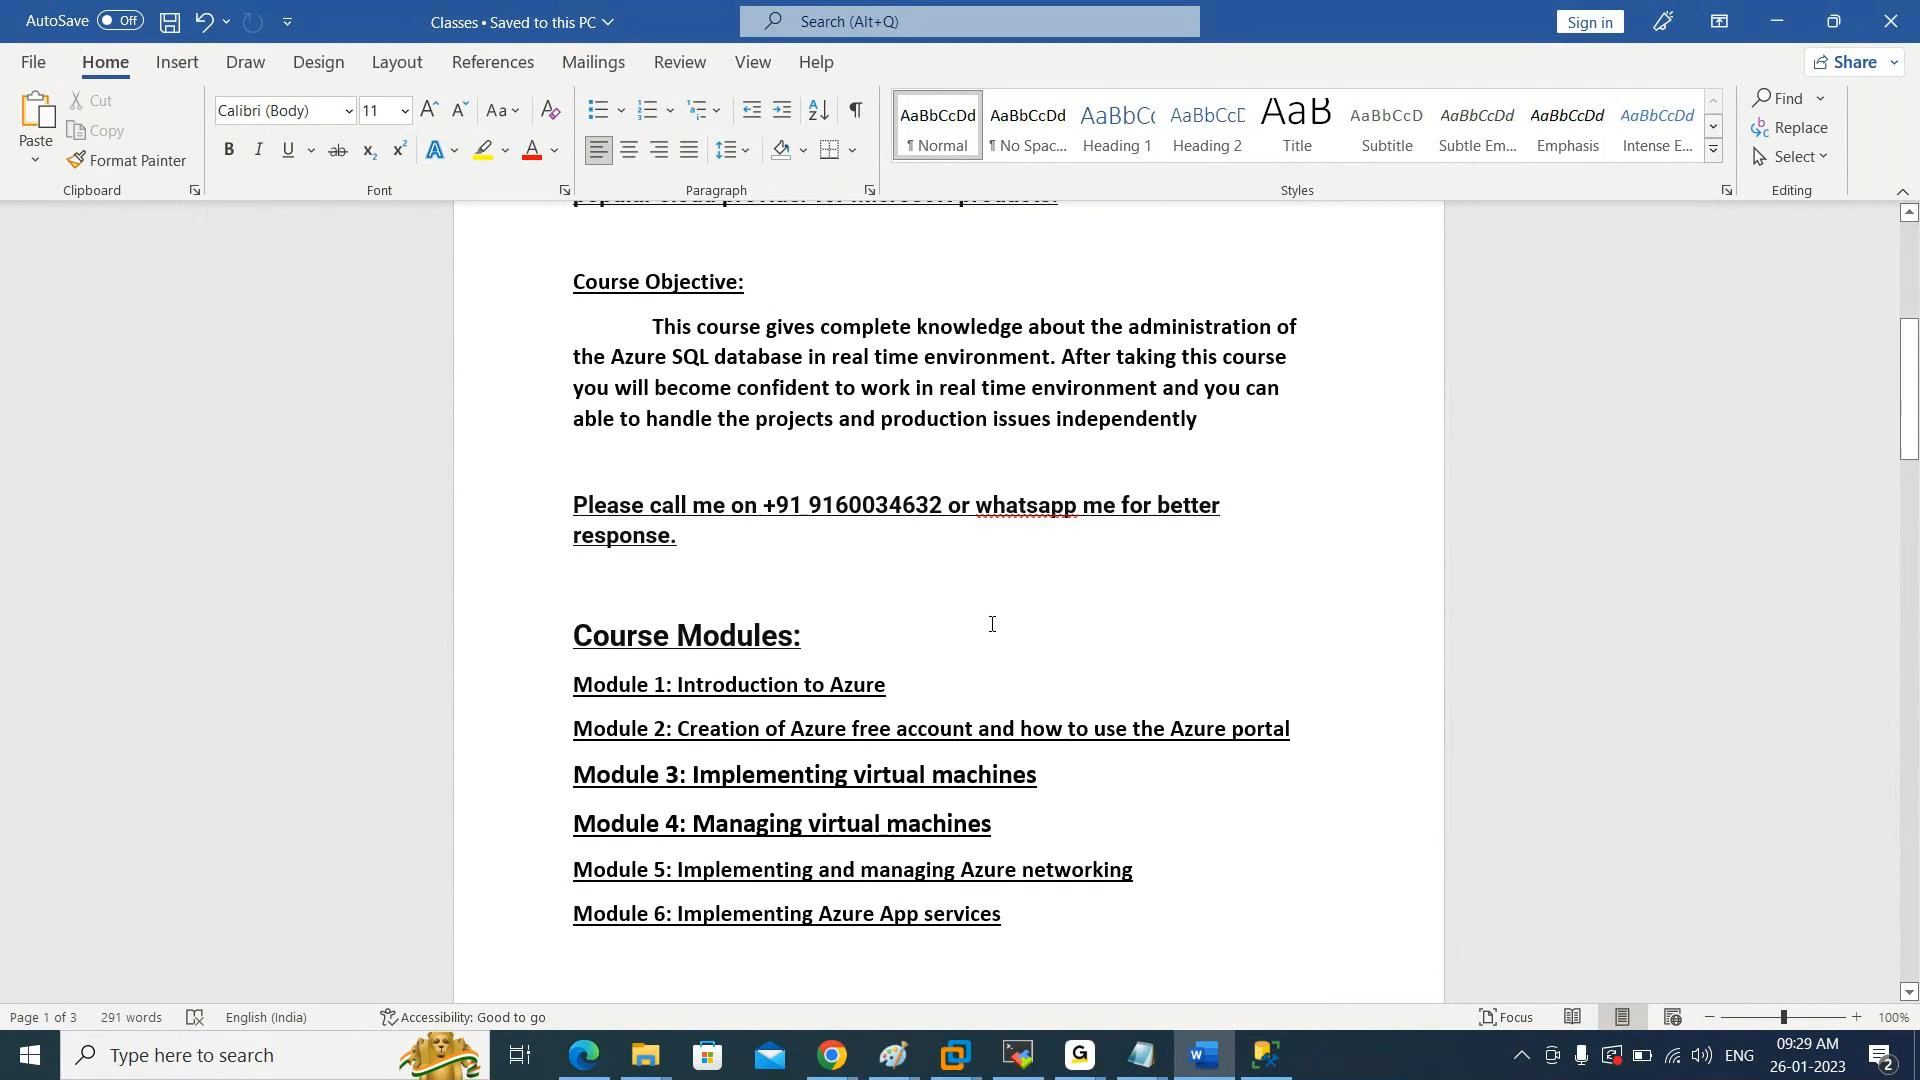 AutoSave Off Classes • Saved to this PC Search (Alt+Q) Sign in
File Home Insert Draw Design Layout References Mailings Review View Help Share
Paste Cut Copy Format Painter Clipboard
Calibri (Body) 11 Font
Paragraph
AaBbCcDd AaBbCcDd AaBbC AaBbCcD AaB AaBbCcD AaBbCcDd AaBbCcDd AaBbCcDd
¶ Normal ¶ No Spac... Heading 1 Heading 2 Title Subtitle Subtle Em... Emphasis Intense E...
Styles
Find Replace Select Editing
popular cloud provider for Microsoft products.
Course Objective:
This course gives complete knowledge about the administration of
the Azure SQL database in real time environment. After taking this course
you will become confident to work in real time environment and you can
able to handle the projects and production issues independently
Please call me on +91 9160034632 or whatsapp me for better
response.
Course Modules:
Module 1: Introduction to Azure
Module 2: Creation of Azure free account and how to use the Azure portal
Module 3: Implementing virtual machines
Module 4: Managing virtual machines
Module 5: Implementing and managing Azure networking
Module 6: Implementing Azure App services
Page 1 of 3 291 words English (India) Accessibility: Good to go Focus 100%
Type here to search ENG 09:29 AM
26-01-2023 2